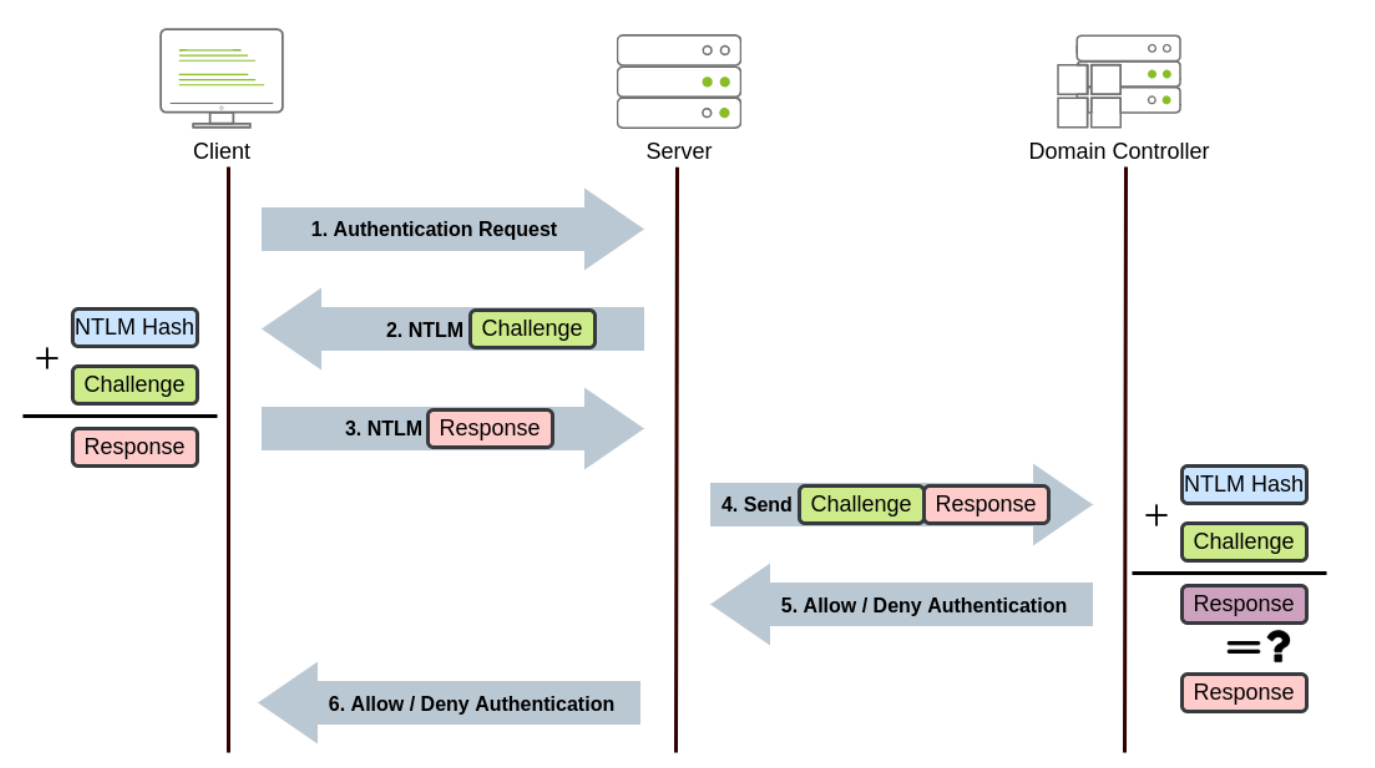 Client
Server
Domain Controller
1. Authentication Request
2. NTLM Challenge
NTLM Hash
+
Challenge
Response
3. NTLM Response
4. Send Challenge Response
NTLM Hash
+
Challenge
Response
=?
Response
5. Allow / Deny Authentication
6. Allow / Deny Authentication